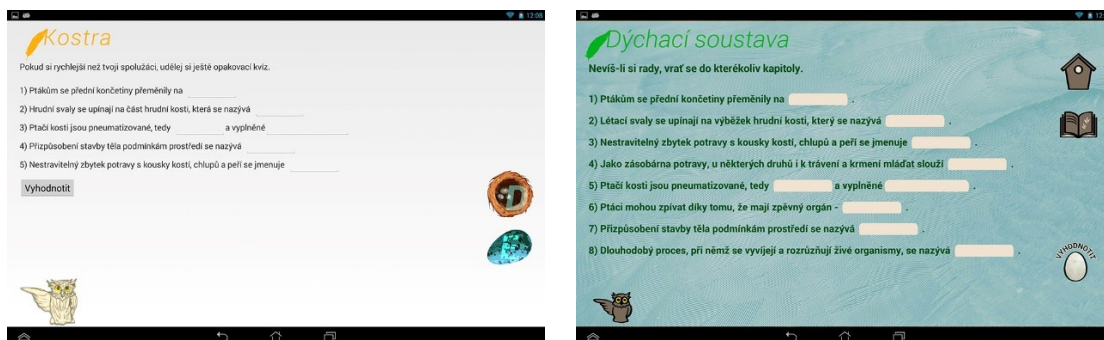 12:08
Kostra
Pokud si rychlejší než tvoji spolužáci, udělej si ještě opakovací kvíz.
1) Ptákům se přední končetiny přeměnily na
2) Hrudní svaly se upínají na část hrudní kosti, která se nazývá
3) Ptačí kosti jsou pneumatizované, tedy a vyplněné
4) Přizpůsobení stavby těla podmínkám prostředí se nazývá
5) Nestravitelný zbytek potravy s kousky kostí, chlupů a peří se jmenuje
Vyhodnotit
D
12:
Dýchací soustava
Nevíš-li si rady, vrať se do kterékoliv kapitoly.
1) Ptákům se přední končetiny přeměnily na .
2) Létací svaly se upínají na výběžek hrudní kosti, který se nazývá .
3) Nestravitelný zbytek potravy s kousky kostí, chlupů a peří se jmenuje .
4) Jako zásobárna potravy, u některých druhů i k trávení a krmení mláďat slouží .
5) Ptačí kosti jsou pneumatizované, tedy a vyplněné .
6) Ptáci mohou zpívat díky tomu, že mají zpěvný orgán - .
7) Přizpůsobení stavby těla podmínkám prostředí se nazývá .
8) Dlouhodobý proces, při němž se vyvíjejí a rozrůzňují živé organismy, se nazývá .
VYHODNOTIT